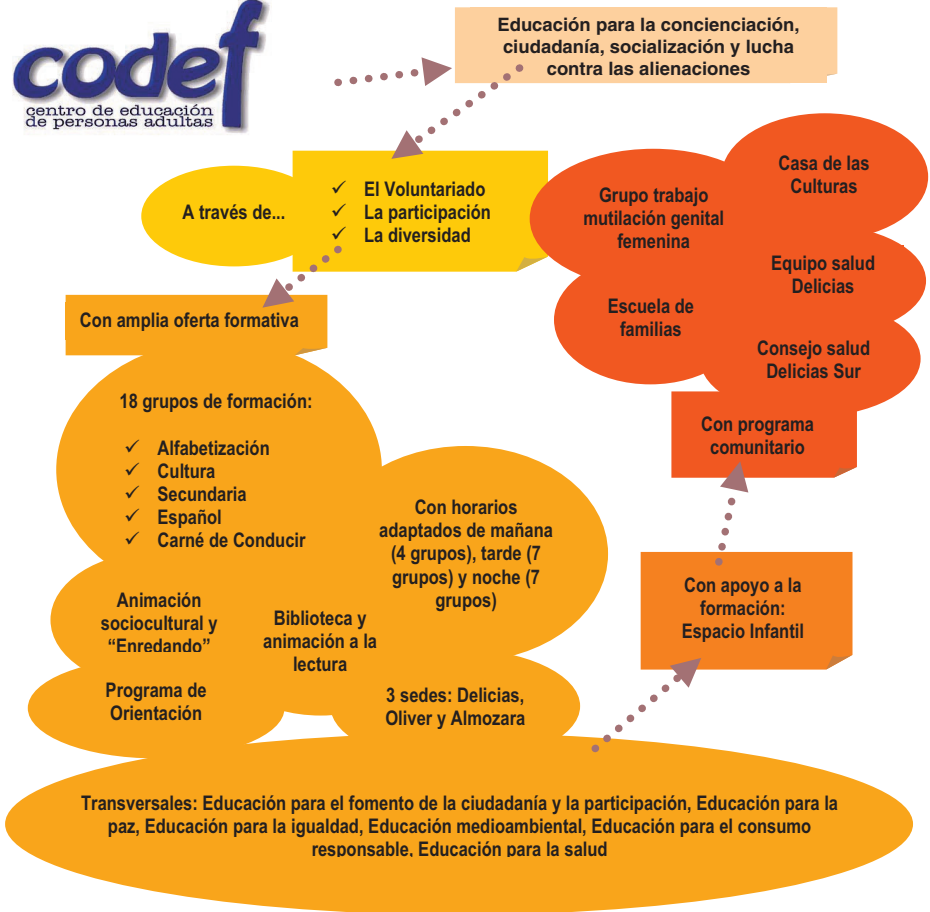 codef
centro de educación
de personas adultas
Educación para la concienciación,
ciudadanía, socialización y lucha
contra las alienaciones
A través de...
✓ El Voluntariado
✓ La participación
✓ La diversidad
Grupo trabajo
mutilación genital
femenina
Casa de las
Culturas
Equipo salud
Delicias
Escuela de
familias
Consejo salud
Delicias Sur
Con programa
comunitario
Con amplia oferta formativa
18 grupos de formación:
✓ Alfabetización
✓ Cultura
✓ Secundaria
✓ Español
✓ Carné de Conducir
Con horarios
adaptados de mañana
(4 grupos), tarde (7
grupos) y noche (7
grupos)
Animación
sociocultural y
“Enredando”
Biblioteca y
animación a la
lectura
Programa de
Orientación
3 sedes: Delicias,
Oliver y Almozara
Con apoyo a la
formación:
Espacio Infantil
Transversales: Educación para el fomento de la ciudadanía y la participación, Educación para la
paz, Educación para la igualdad, Educación medioambiental, Educación para el consumo
responsable, Educación para la salud